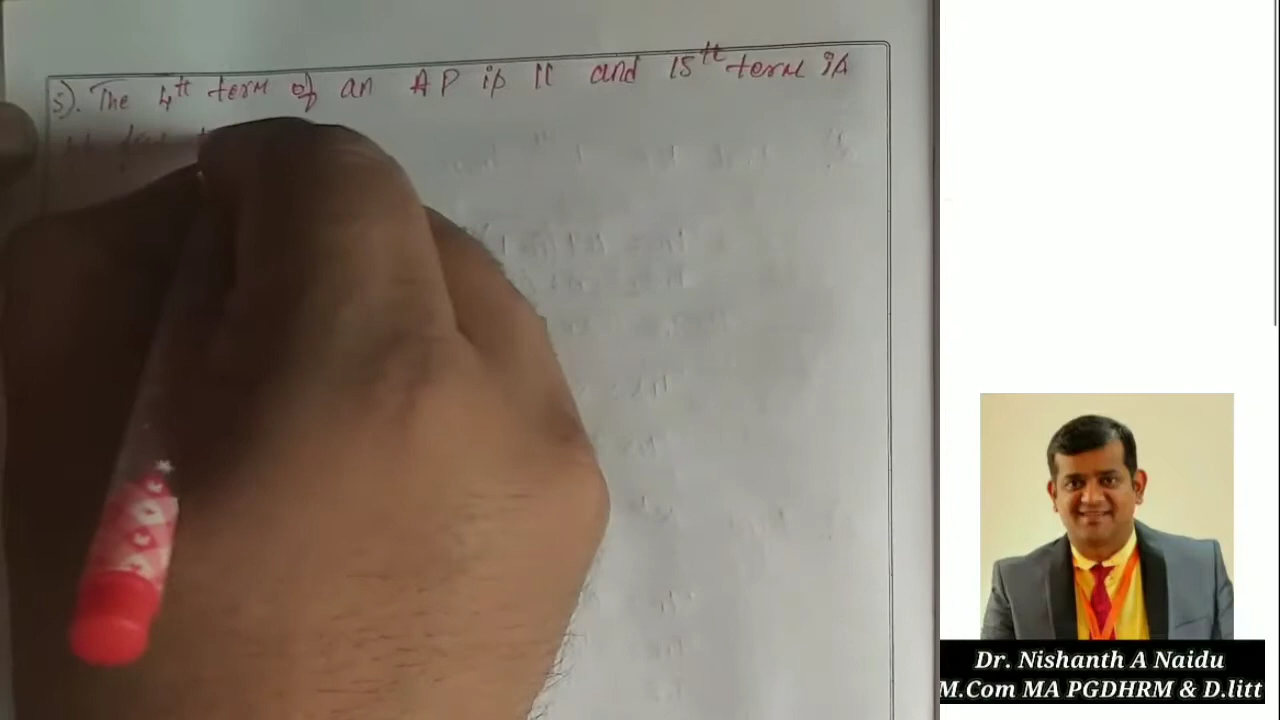 5). The 4th term of an AP is 11 and 15th term is
Dr. Nishanth A Naidu
M.Com MA PGDHRM & D.litt